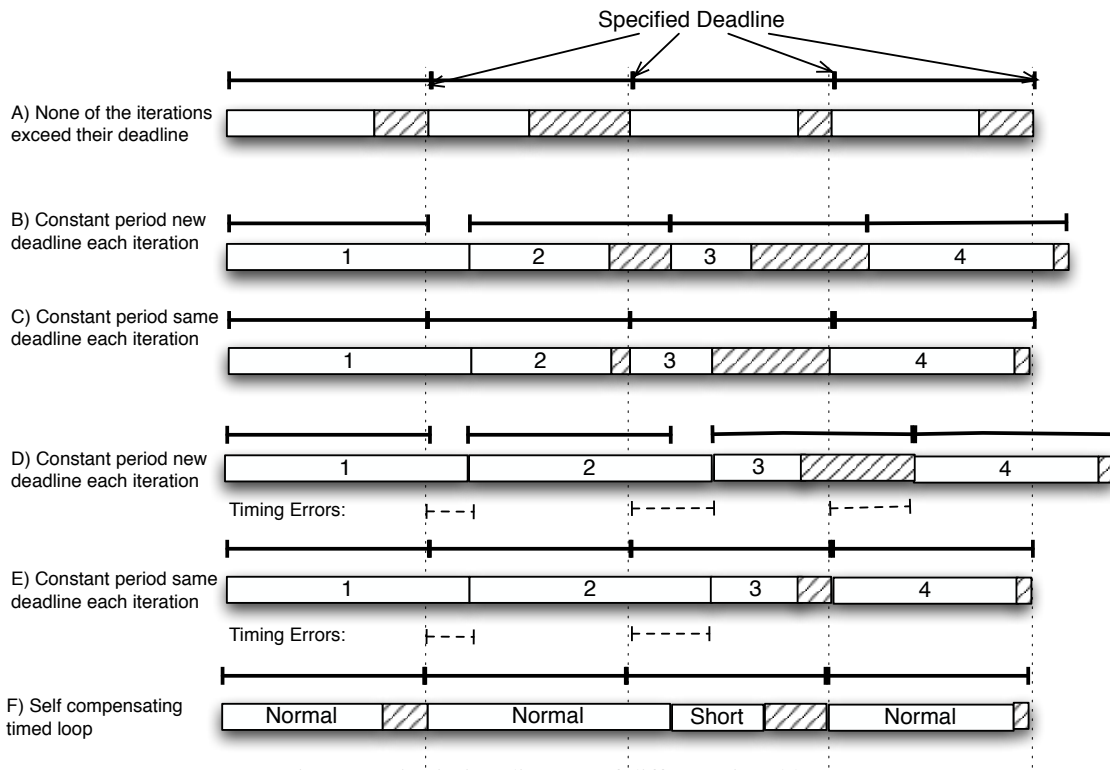 Specified Deadline
A) None of the iterations
exceed their deadline
B) Constant period new
deadline each iteration
1 2 3 4
C) Constant period same
deadline each iteration
1 2 3 4
D) Constant period new
deadline each iteration
1 2 3 4
Timing Errors:
E) Constant period same
deadline each iteration
1 2 3 4
Timing Errors:
F) Self compensating
timed loop
Normal Normal Short Normal